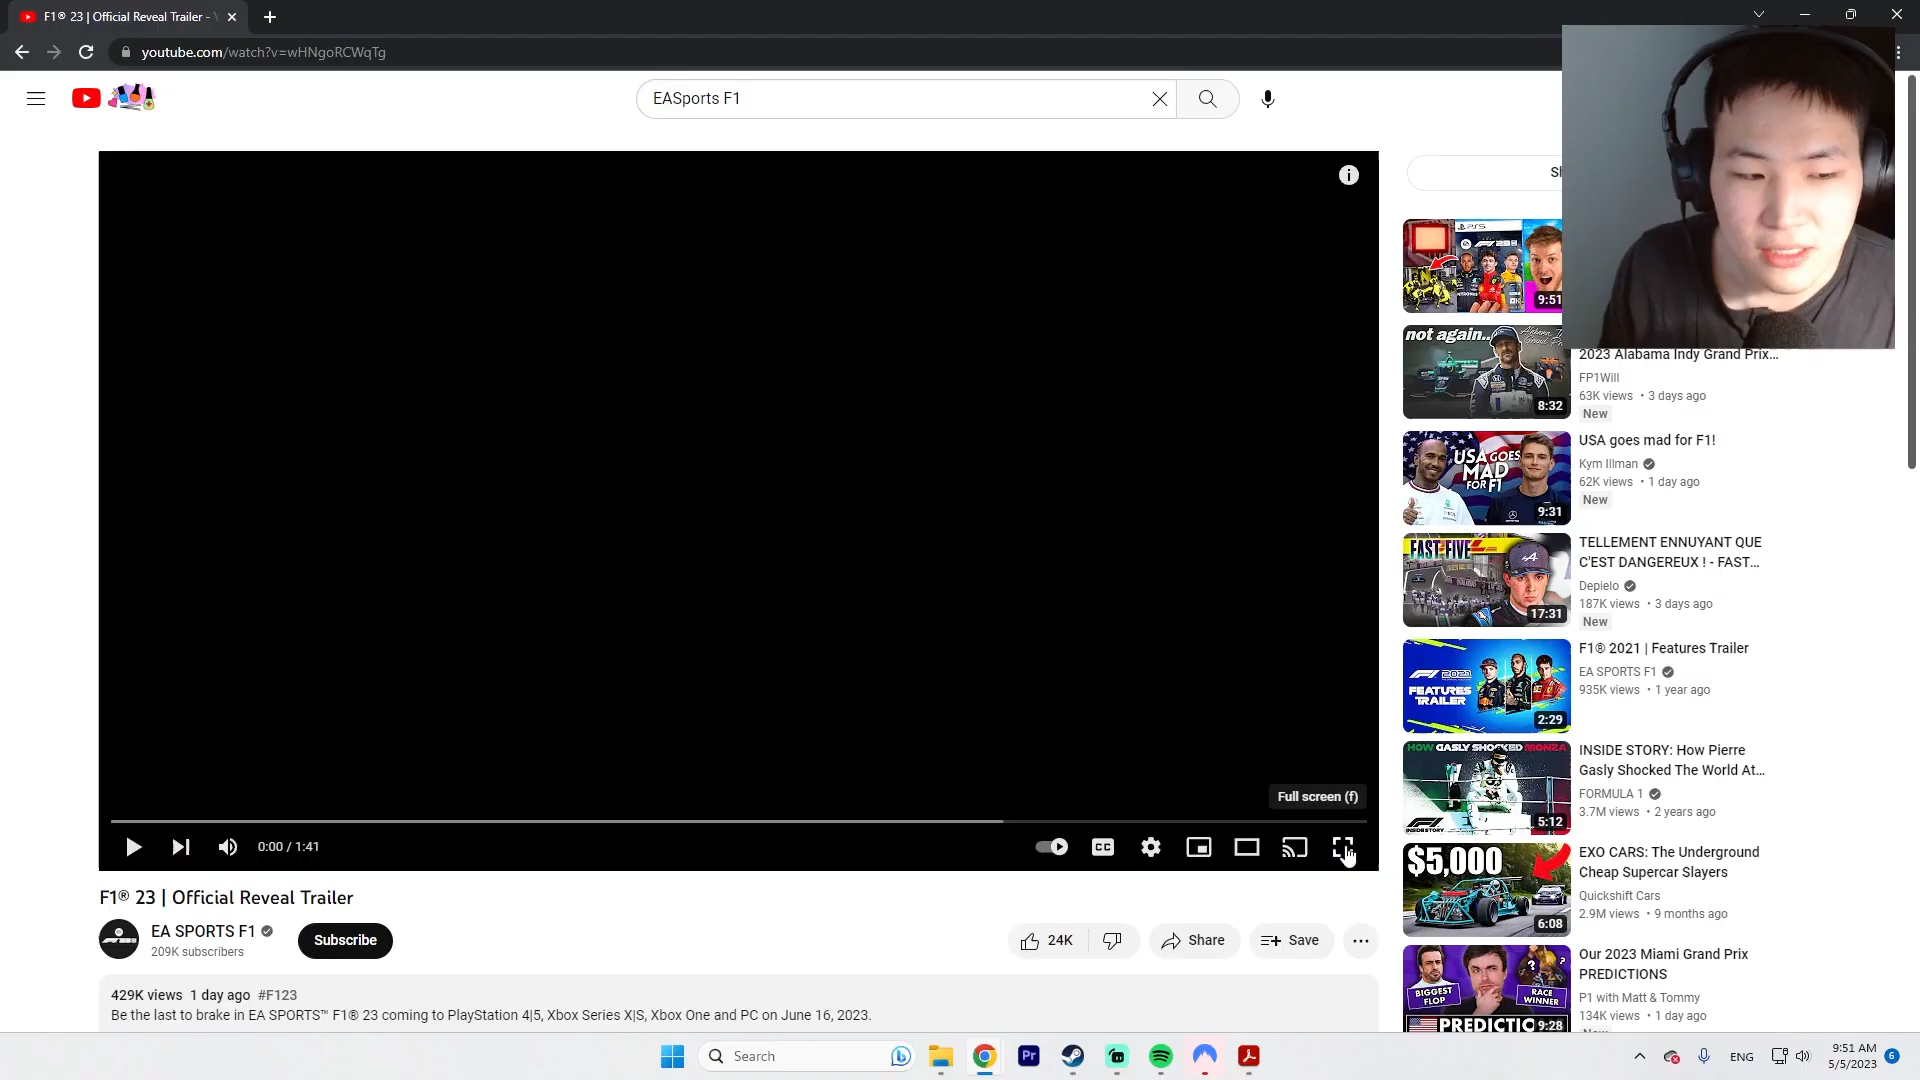 F1® 23 | Official Reveal Trailer -
youtube.com/watch?v=wHNgoRCWqTg
EASports F1
Full screen (f)
0:00 / 1:41
CC
F1® 23 | Official Reveal Trailer
EA SPORTS F1
209K subscribers
Subscribe
24K
Share
Save
429K views 1 day ago #F123
Be the last to brake in EA SPORTS™ F1® 23 coming to PlayStation 4|5, Xbox Series X|S, Xbox One and PC on June 16, 2023.
PS5
F1 23
9:51
not again..
8:32
2023 Alabama Indy Grand Prix...
FP1Will
63K views • 3 days ago
New
USA GOES
MAD
FOR F1
9:31
USA goes mad for F1!
Kym Illman
62K views • 1 day ago
New
FAST FIVE
17:31
TELLEMENT ENNUYANT QUE
C'EST DANGEREUX ! - FAST...
Depielo
187K views • 3 days ago
New
F1 2021
FEATURES
TRAILER
2:29
F1® 2021 | Features Trailer
EA SPORTS F1
935K views • 1 year ago
HOW GASLY SHOCKED MONZA
F1
INSIDE STORY
5:12
INSIDE STORY: How Pierre
Gasly Shocked The World At...
FORMULA 1
3.7M views • 2 years ago
$5,000
6:08
EXO CARS: The Underground
Cheap Supercar Slayers
Quickshift Cars
2.9M views • 9 months ago
BIGGEST
FLOP
RACE
WINNER
PREDICTIO
9:28
Our 2023 Miami Grand Prix
PREDICTIONS
P1 with Matt & Tommy
134K views • 1 day ago
New
Search
Pr
ENG
9:51 AM
5/5/2023
6